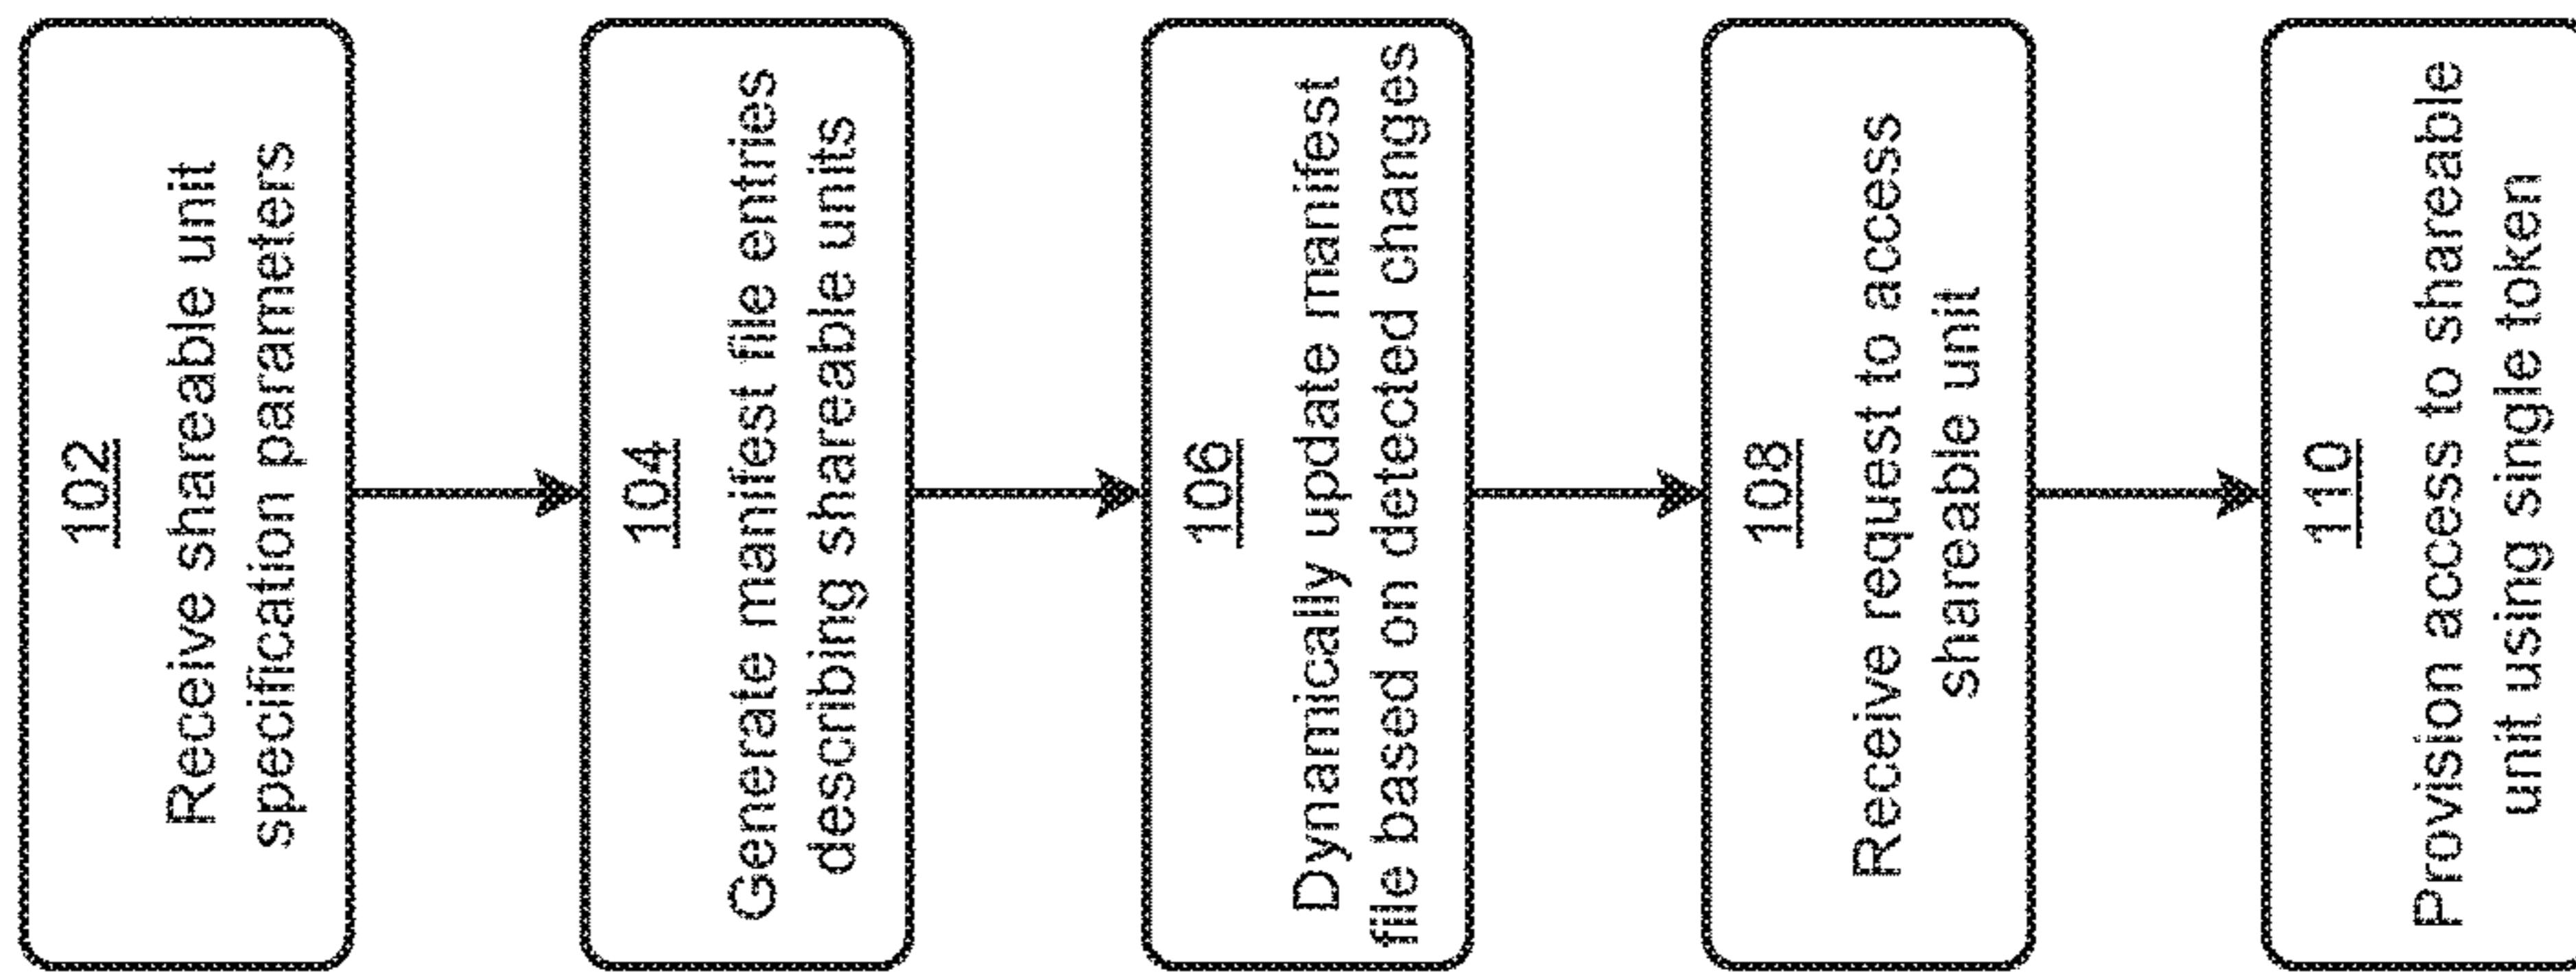 102
Receive shareable unit
specification parameters
104
Generate manifest file entries
describing shareable units
106
Dynamically update manifest
file based on detected changes
108
Receive request to access
shareable unit
110
Provision access to shareable
unit using single token